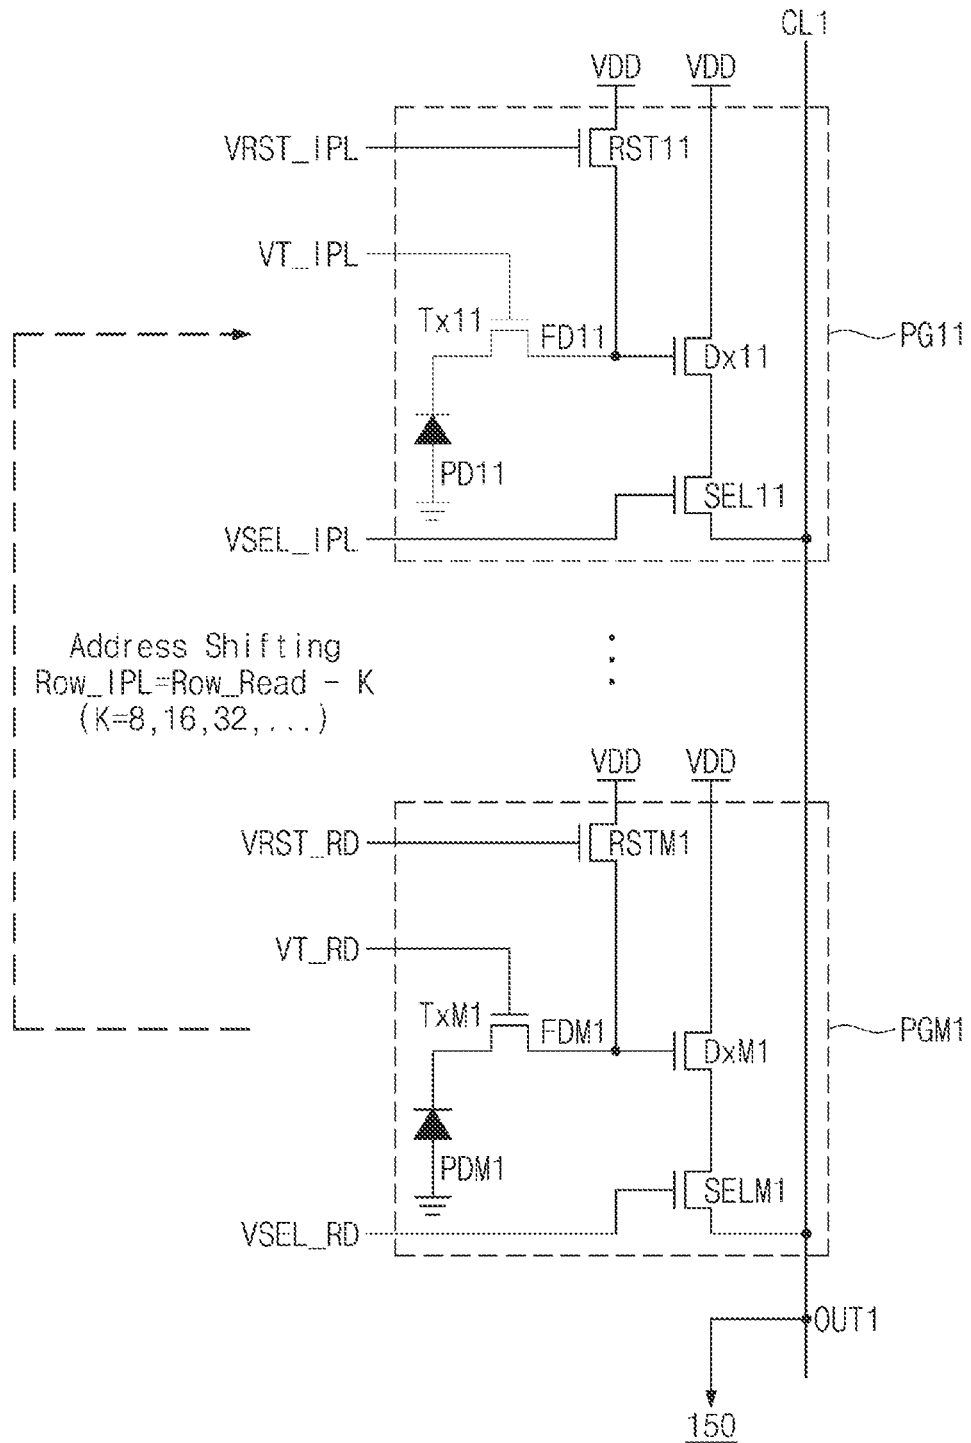 CL1
VDD VDD
VRST_IPL
RST11
VT_IPL
Tx11
FD11
Dx11
PG11
PD11
SEL11
VSEL_IPL
Address Shifting
Row_IPL=Row_Read - K
(K=8,16,32,...)
VDD VDD
VRST_RD
RSTM1
VT_RD
TxM1
FDM1
DxM1
PGM1
PDM1
SELM1
VSEL_RD
OUT1
150